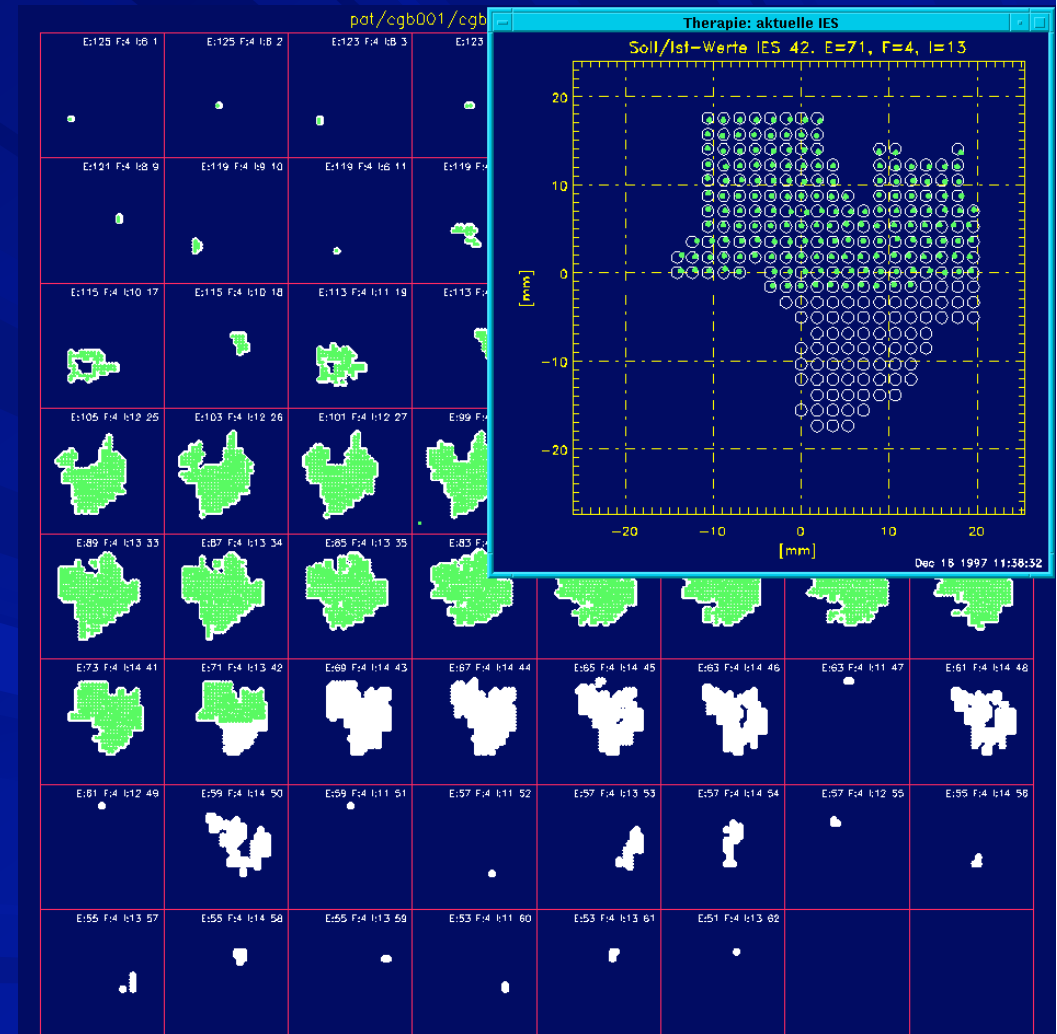 pat/cgb001/cgb
Therapie: aktuelle IES
Soll/Ist-Werte IES 42. E=71, F=4, I=13
20
10
0
-10
-20
[mm]
-20 -10 0 10 20
[mm]
Dec 16 1997 11:38:32
E:125 F:4 I:6 1 E:125 F:4 I:8 2 E:123 F:4 I:8 3 E:123
E:121 F:4 I:8 9 E:119 F:4 I:9 10 E:119 F:4 I:6 11 E:119 F:4
E:115 F:4 I:10 17 E:115 F:4 I:10 18 E:113 F:4 I:11 19 E:113 F:4
E:105 F:4 I:12 25 E:103 F:4 I:12 26 E:101 F:4 I:12 27 E:99 F:4
E:89 F:4 I:13 33 E:87 F:4 I:13 34 E:85 F:4 I:13 35 E:83 F:4
E:73 F:4 I:14 41 E:71 F:4 I:13 42 E:69 F:4 I:14 43 E:67 F:4 I:14 44 E:65 F:4 I:14 45 E:63 F:4 I:14 46 E:63 F:4 I:11 47 E:61 F:4 I:14 48
E:61 F:4 I:12 49 E:59 F:4 I:14 50 E:59 F:4 I:11 51 E:57 F:4 I:11 52 E:57 F:4 I:13 53 E:57 F:4 I:14 54 E:57 F:4 I:12 55 E:55 F:4 I:14 56
E:55 F:4 I:13 57 E:55 F:4 I:14 58 E:55 F:4 I:13 59 E:53 F:4 I:11 60 E:53 F:4 I:13 61 E:51 F:4 I:13 62